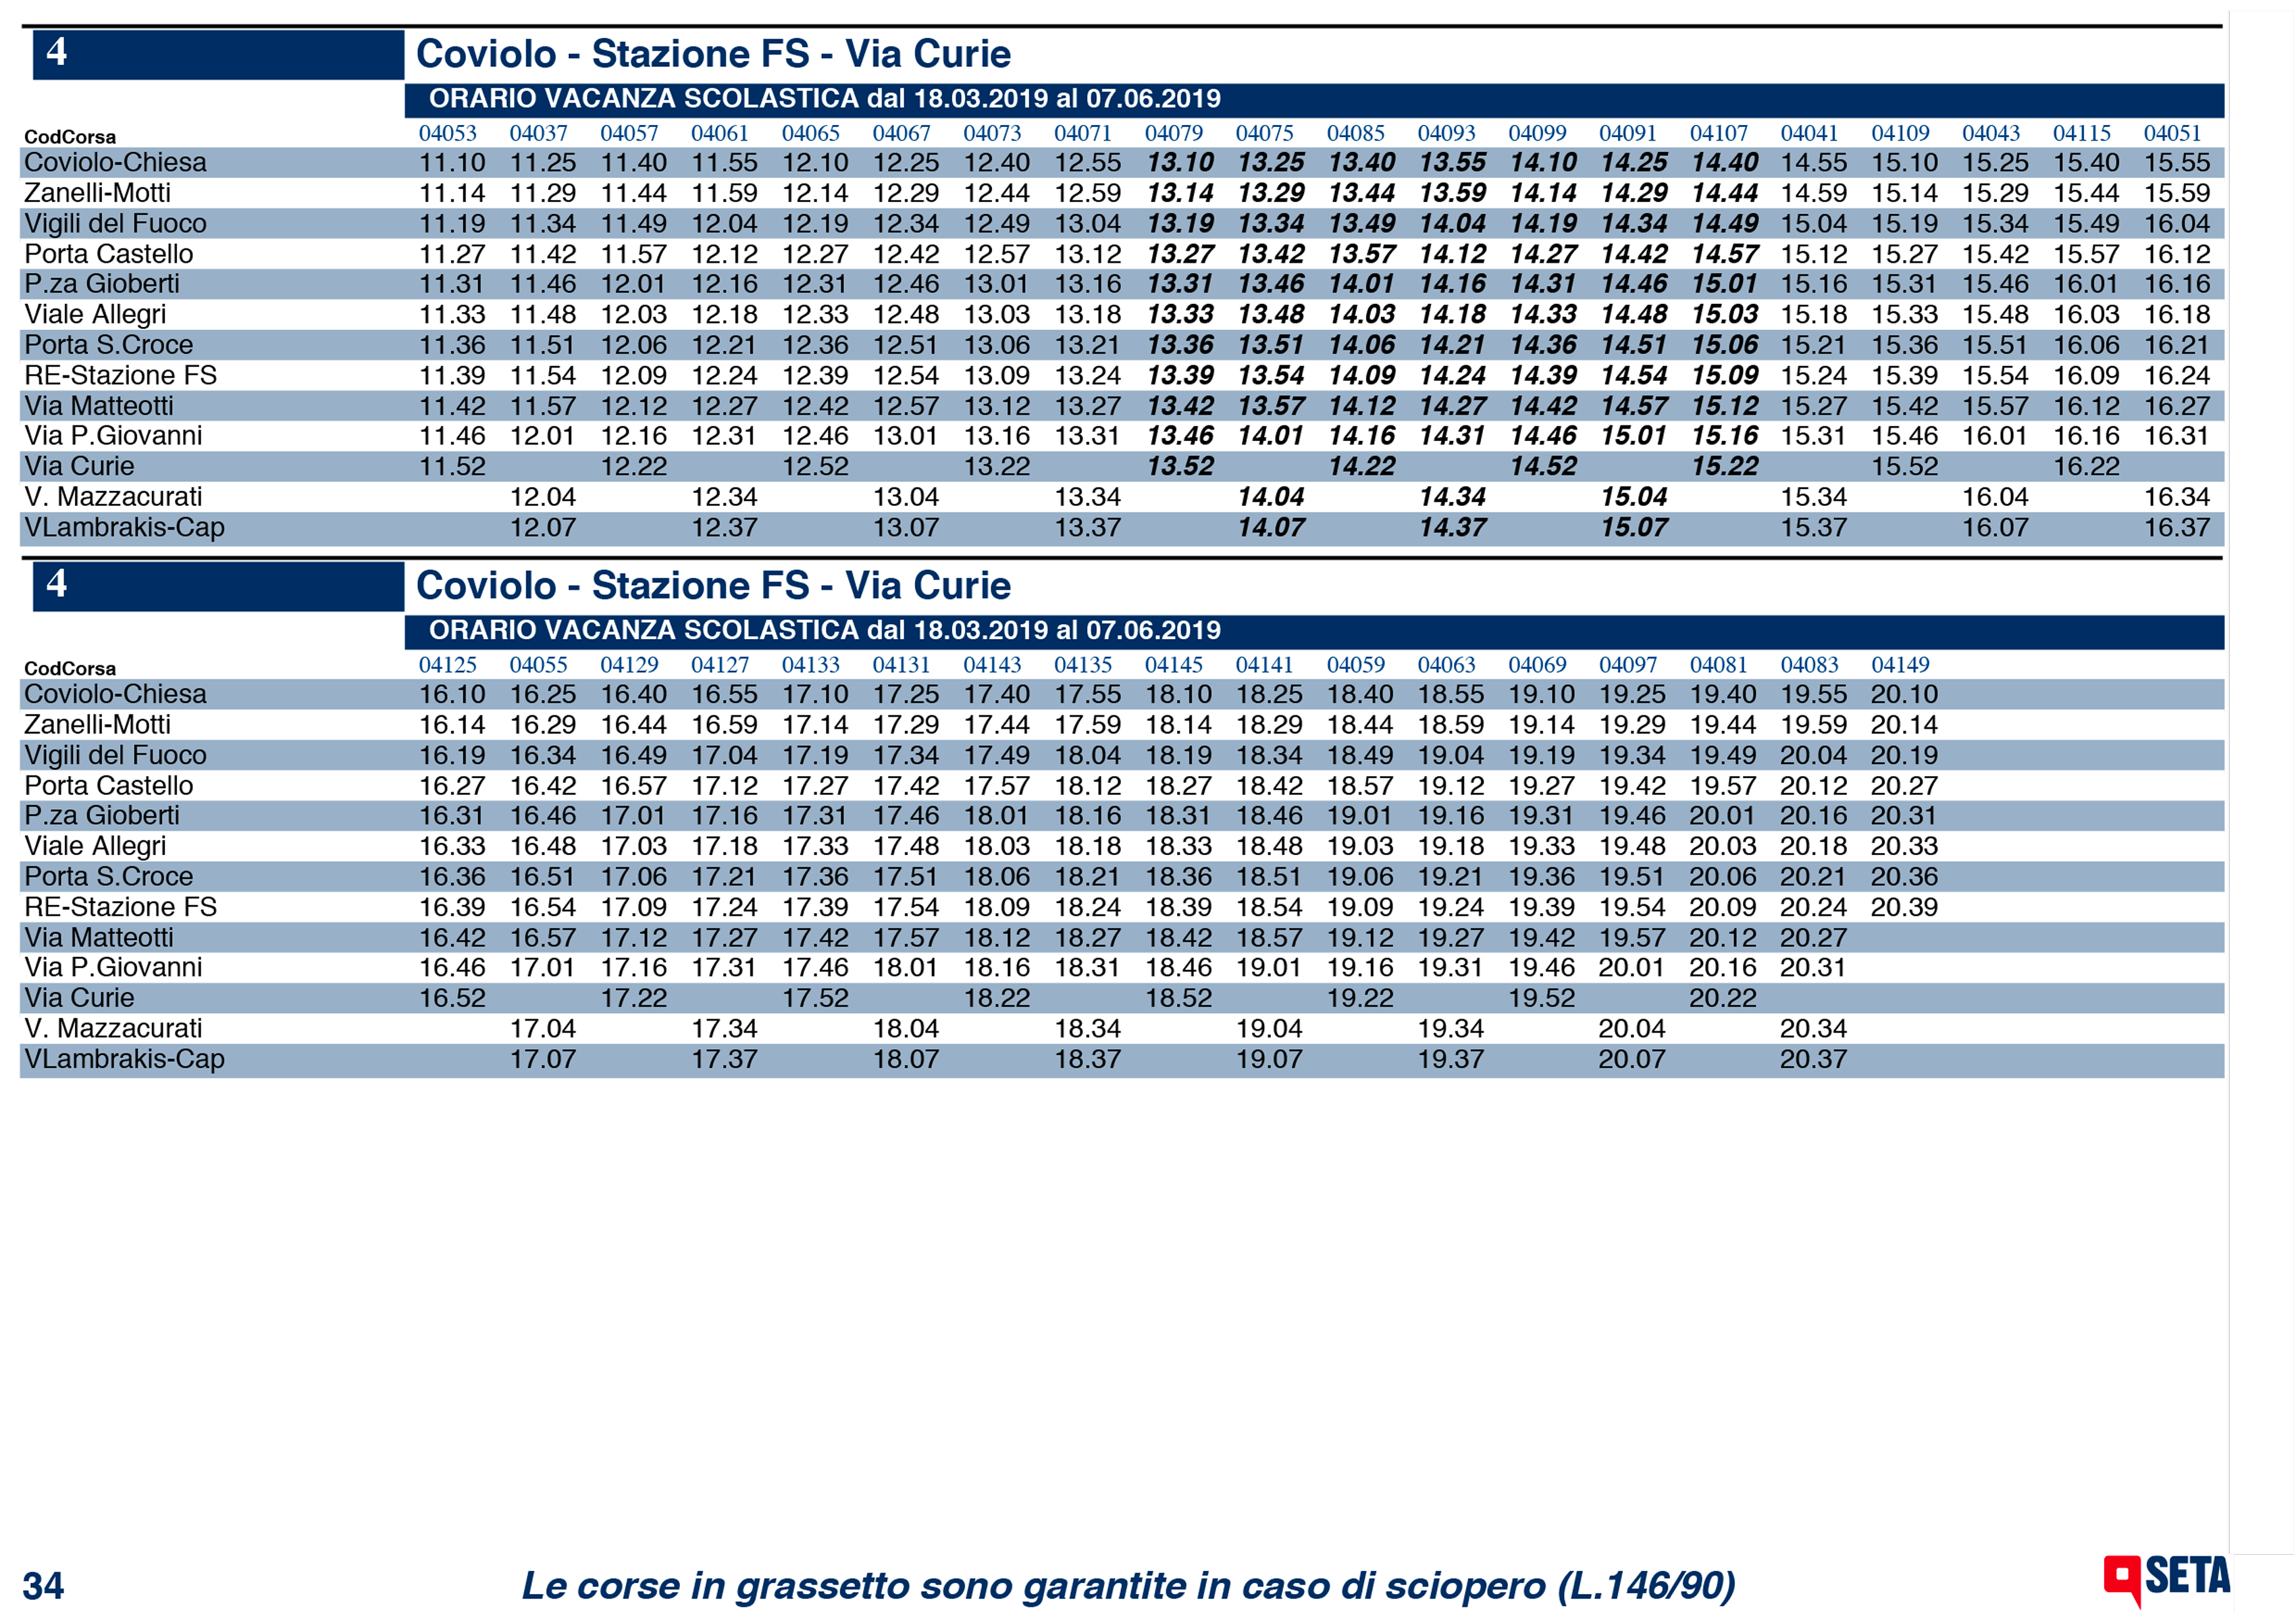 4 Coviolo - Stazione FS - Via Curie
ORARIO VACANZA SCOLASTICA dal 18.03.2019 al 07.06.2019
CodCorsa 04053 04037 04057 04061 04065 04067 04073 04071 04079 04075 04085 04093 04099 04091 04107 04041 04109 04043 04115 04051
Coviolo-Chiesa 11.10 11.25 11.40 11.55 12.10 12.25 12.40 12.55 13.10 13.25 13.40 13.55 14.10 14.25 14.40 14.55 15.10 15.25 15.40 15.55
Zanelli-Motti 11.14 11.29 11.44 11.59 12.14 12.29 12.44 12.59 13.14 13.29 13.44 13.59 14.14 14.29 14.44 14.59 15.14 15.29 15.44 15.59
Vigili del Fuoco 11.19 11.34 11.49 12.04 12.19 12.34 12.49 13.04 13.19 13.34 13.49 14.04 14.19 14.34 14.49 15.04 15.19 15.34 15.49 16.04
Porta Castello 11.27 11.42 11.57 12.12 12.27 12.42 12.57 13.12 13.27 13.42 13.57 14.12 14.27 14.42 14.57 15.12 15.27 15.42 15.57 16.12
P.za Gioberti 11.31 11.46 12.01 12.16 12.31 12.46 13.01 13.16 13.31 13.46 14.01 14.16 14.31 14.46 15.01 15.16 15.31 15.46 16.01 16.16
Viale Allegri 11.33 11.48 12.03 12.18 12.33 12.48 13.03 13.18 13.33 13.48 14.03 14.18 14.33 14.48 15.03 15.18 15.33 15.48 16.03 16.18
Porta S.Croce 11.36 11.51 12.06 12.21 12.36 12.51 13.06 13.21 13.36 13.51 14.06 14.21 14.36 14.51 15.06 15.21 15.36 15.51 16.06 16.21
RE-Stazione FS 11.39 11.54 12.09 12.24 12.39 12.54 13.09 13.24 13.39 13.54 14.09 14.24 14.39 14.54 15.09 15.24 15.39 15.54 16.09 16.24
Via Matteotti 11.42 11.57 12.12 12.27 12.42 12.57 13.12 13.27 13.42 13.57 14.12 14.27 14.42 14.57 15.12 15.27 15.42 15.57 16.12 16.27
Via P.Giovanni 11.46 12.01 12.16 12.31 12.46 13.01 13.16 13.31 13.46 14.01 14.16 14.31 14.46 15.01 15.16 15.31 15.46 16.01 16.16 16.31
Via Curie 11.52 12.22 12.52 13.22 13.52 14.22 14.52 15.22 15.52 16.22
V. Mazzacurati 12.04 12.34 13.04 13.34 14.04 14.34 15.04 15.34 16.04 16.34
VLambrakis-Cap 12.07 12.37 13.07 13.37 14.07 14.37 15.07 15.37 16.07 16.37
4 Coviolo - Stazione FS - Via Curie
ORARIO VACANZA SCOLASTICA dal 18.03.2019 al 07.06.2019
CodCorsa 04125 04055 04129 04127 04133 04131 04143 04135 04145 04141 04059 04063 04069 04097 04081 04083 04149
Coviolo-Chiesa 16.10 16.25 16.40 16.55 17.10 17.25 17.40 17.55 18.10 18.25 18.40 18.55 19.10 19.25 19.40 19.55 20.10
Zanelli-Motti 16.14 16.29 16.44 16.59 17.14 17.29 17.44 17.59 18.14 18.29 18.44 18.59 19.14 19.29 19.44 19.59 20.14
Vigili del Fuoco 16.19 16.34 16.49 17.04 17.19 17.34 17.49 18.04 18.19 18.34 18.49 19.04 19.19 19.34 19.49 20.04 20.19
Porta Castello 16.27 16.42 16.57 17.12 17.27 17.42 17.57 18.12 18.27 18.42 18.57 19.12 19.27 19.42 19.57 20.12 20.27
P.za Gioberti 16.31 16.46 17.01 17.16 17.31 17.46 18.01 18.16 18.31 18.46 19.01 19.16 19.31 19.46 20.01 20.16 20.31
Viale Allegri 16.33 16.48 17.03 17.18 17.33 17.48 18.03 18.18 18.33 18.48 19.03 19.18 19.33 19.48 20.03 20.18 20.33
Porta S.Croce 16.36 16.51 17.06 17.21 17.36 17.51 18.06 18.21 18.36 18.51 19.06 19.21 19.36 19.51 20.06 20.21 20.36
RE-Stazione FS 16.39 16.54 17.09 17.24 17.39 17.54 18.09 18.24 18.39 18.54 19.09 19.24 19.39 19.54 20.09 20.24 20.39
Via Matteotti 16.42 16.57 17.12 17.27 17.42 17.57 18.12 18.27 18.42 18.57 19.12 19.27 19.42 19.57 20.12 20.27
Via P.Giovanni 16.46 17.01 17.16 17.31 17.46 18.01 18.16 18.31 18.46 19.01 19.16 19.31 19.46 20.01 20.16 20.31
Via Curie 16.52 17.22 17.52 18.22 18.52 19.22 19.52 20.22
V. Mazzacurati 17.04 17.34 18.04 18.34 19.04 19.34 20.04 20.34
VLambrakis-Cap 17.07 17.37 18.07 18.37 19.07 19.37 20.07 20.37
34 Le corse in grassetto sono garantite in caso di sciopero (L.146/90) SETA